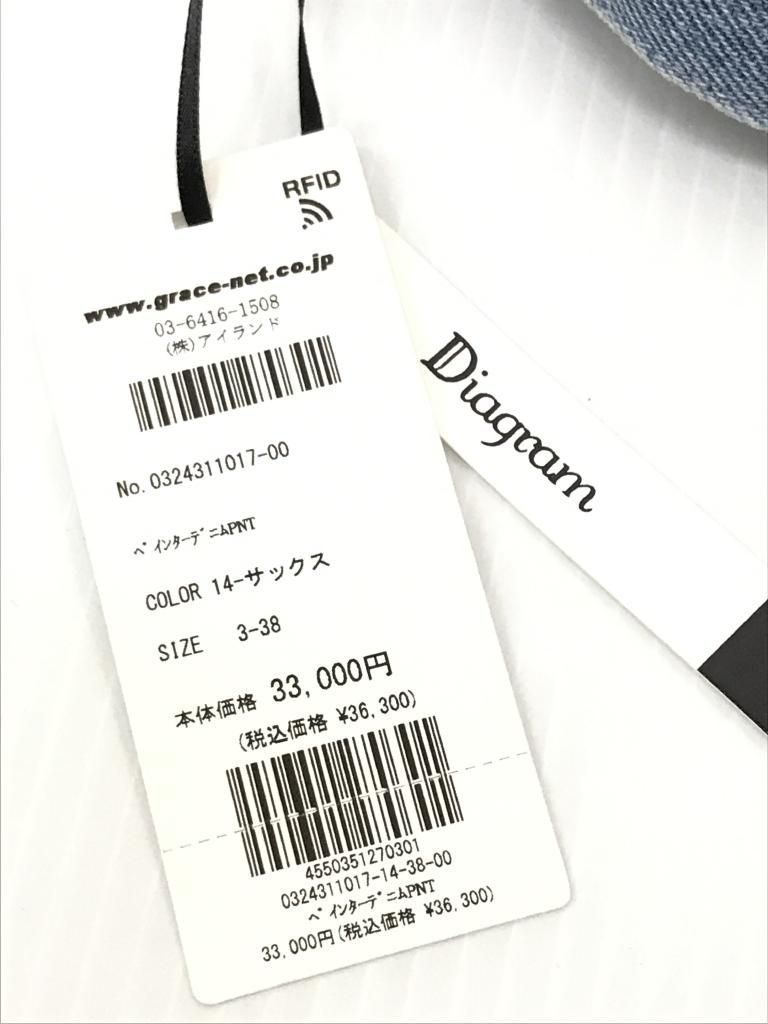 RFID
www.grace-net.co.jp
03-6416-1508
(株)アイランド
No.0324311017-00
ﾍﾟｲﾝﾀｰﾃﾞﾆﾑPNT
COLOR 14-サックス
SIZE 3-38
本体価格 33,000円
(税込価格 ¥36,300)
4550351270301
0324311017-14-38-00
ﾍﾟｲﾝﾀｰﾃﾞﾆﾑPNT
33,000円(税込価格 ¥36,300)
Diagram